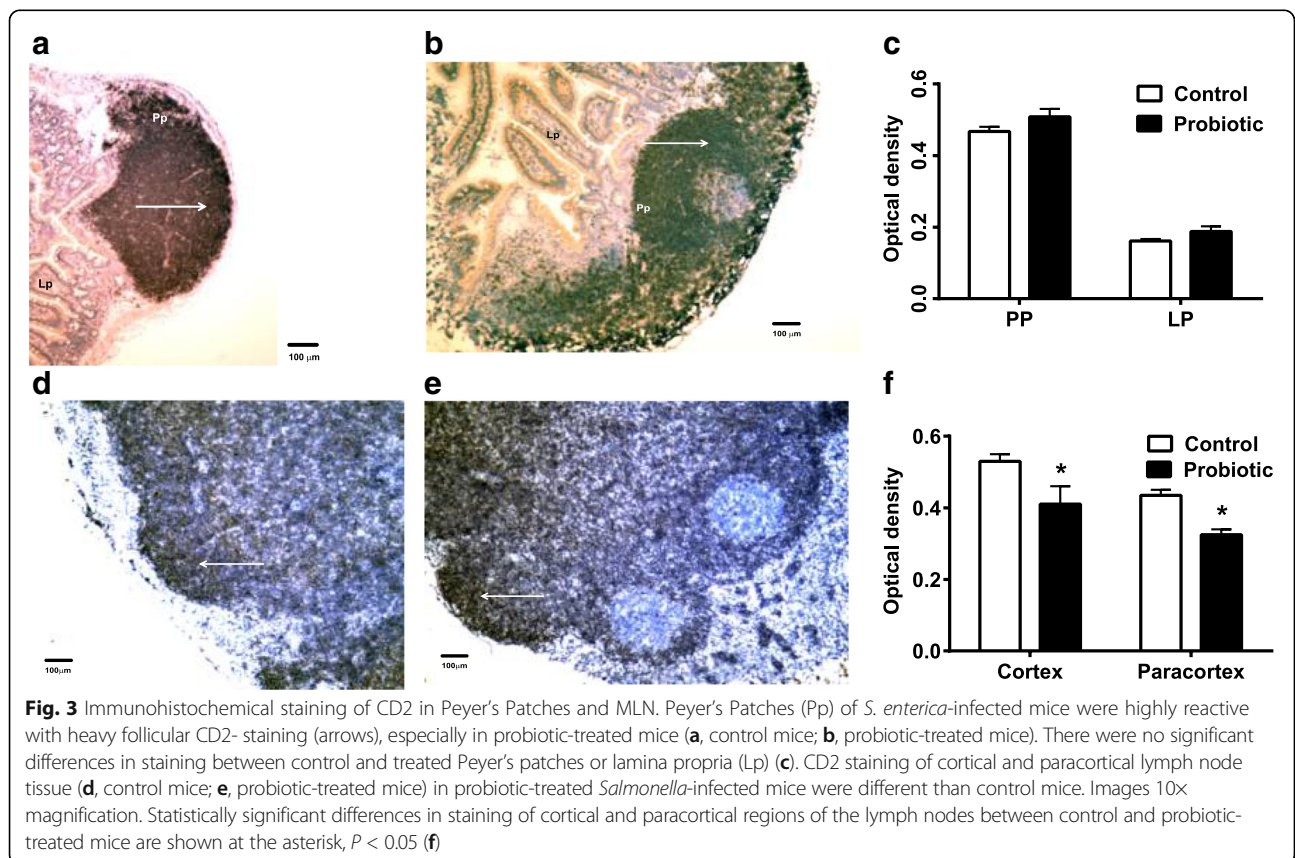 a
b
c
Pp
Lp
100 μm
Lp
Pp
100 μm
0.6
0.4
0.2
0.0
Optical density
Control
Probiotic
PP
LP
d
e
f
100μm
100μm
0.6
0.4
0.2
0.0
Optical density
Control
Probiotic
*
*
Cortex
Paracortex
Fig. 3 Immunohistochemical staining of CD2 in Peyer's Patches and MLN. Peyer's Patches (Pp) of S. enterica-infected mice were highly reactive
with heavy follicular CD2- staining (arrows), especially in probiotic-treated mice (a, control mice; b, probiotic-treated mice). There were no significant
differences in staining between control and treated Peyer's patches or lamina propria (Lp) (c). CD2 staining of cortical and paracortical lymph node
tissue (d, control mice; e, probiotic-treated mice) in probiotic-treated Salmonella-infected mice were different than control mice. Images 10×
magnification. Statistically significant differences in staining of cortical and paracortical regions of the lymph nodes between control and probiotic-
treated mice are shown at the asterisk, P < 0.05 (f)